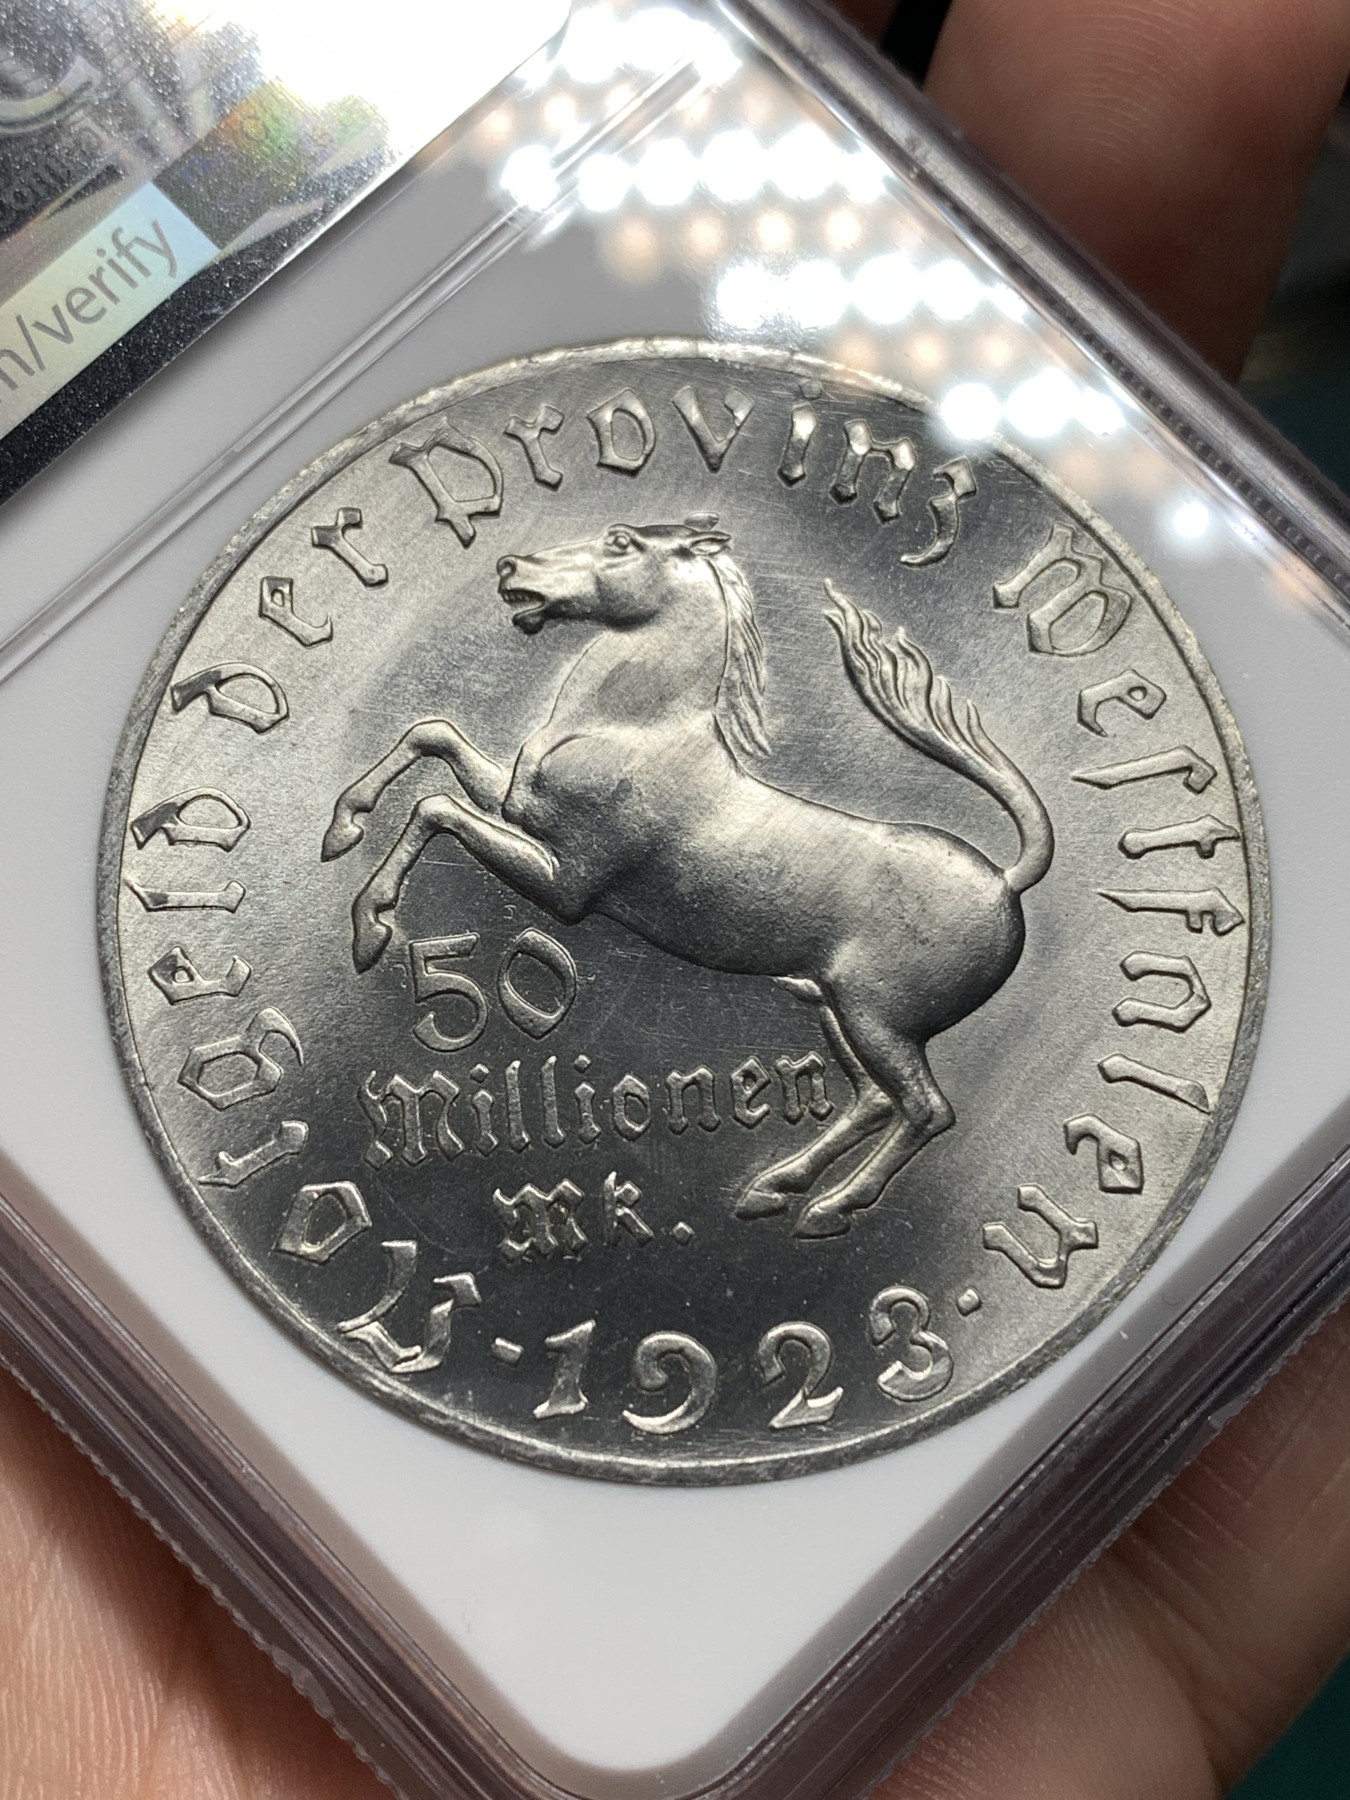 m/verify
Notgeld der Provinz Weſtfalen
50
Millionen
Mk.
· 1923 ·